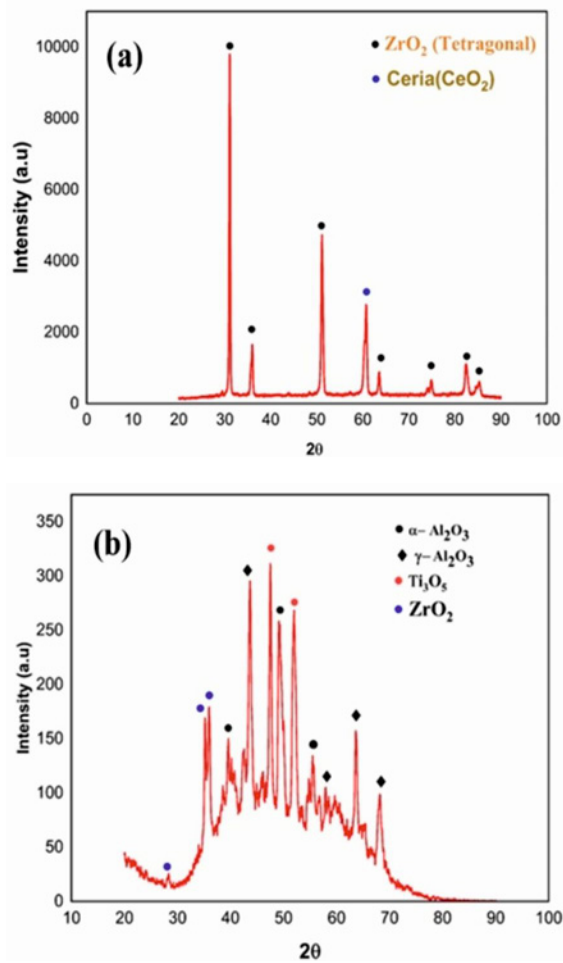 (a)
ZrO₂ (Tetragonal)
Ceria(CeO₂)
Intensity (a.u)
10000
8000
6000
4000
2000
0
0 10 20 30 40 50 60 70 80 90 100
2θ
(b)
α– Al₂O₃
γ– Al₂O₃
Ti₃O₅
ZrO₂
Intensity (a.u)
350
300
250
200
150
100
50
0
10 20 30 40 50 60 70 80 90 100
2θ